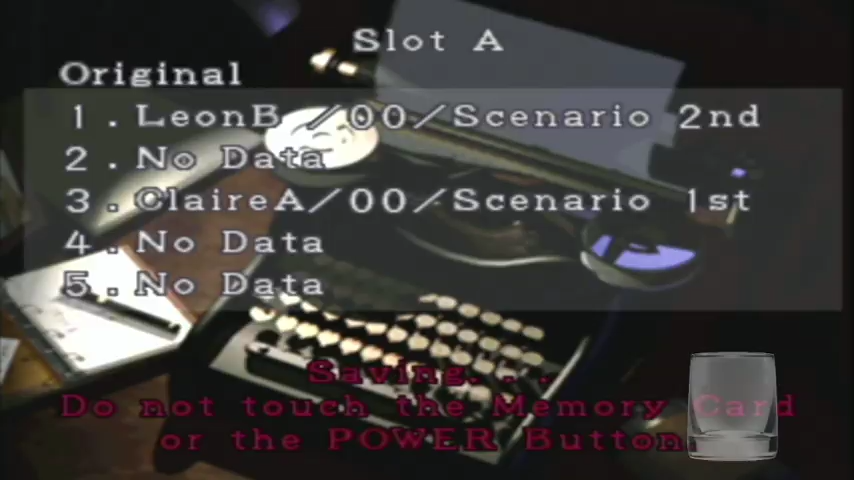 Slot A
Original
1. LeonB /00/Scenario 2nd
2. No Data
3. ClaireA/00/Scenario 1st
4. No Data
5. No Data
Saving...
Do not touch the Memory Card
or the POWER Button